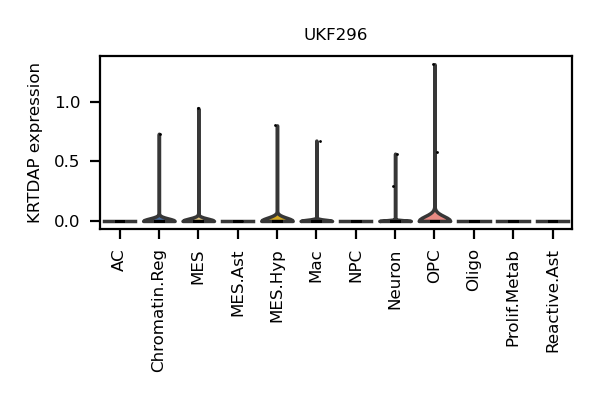 UKF296
KRTDAP expression
1.0
0.5
0.0
AC
Chromatin.Reg
MES
MES.Ast
MES.Hyp
Mac
NPC
Neuron
OPC
Oligo
Prolif.Metab
Reactive.Ast